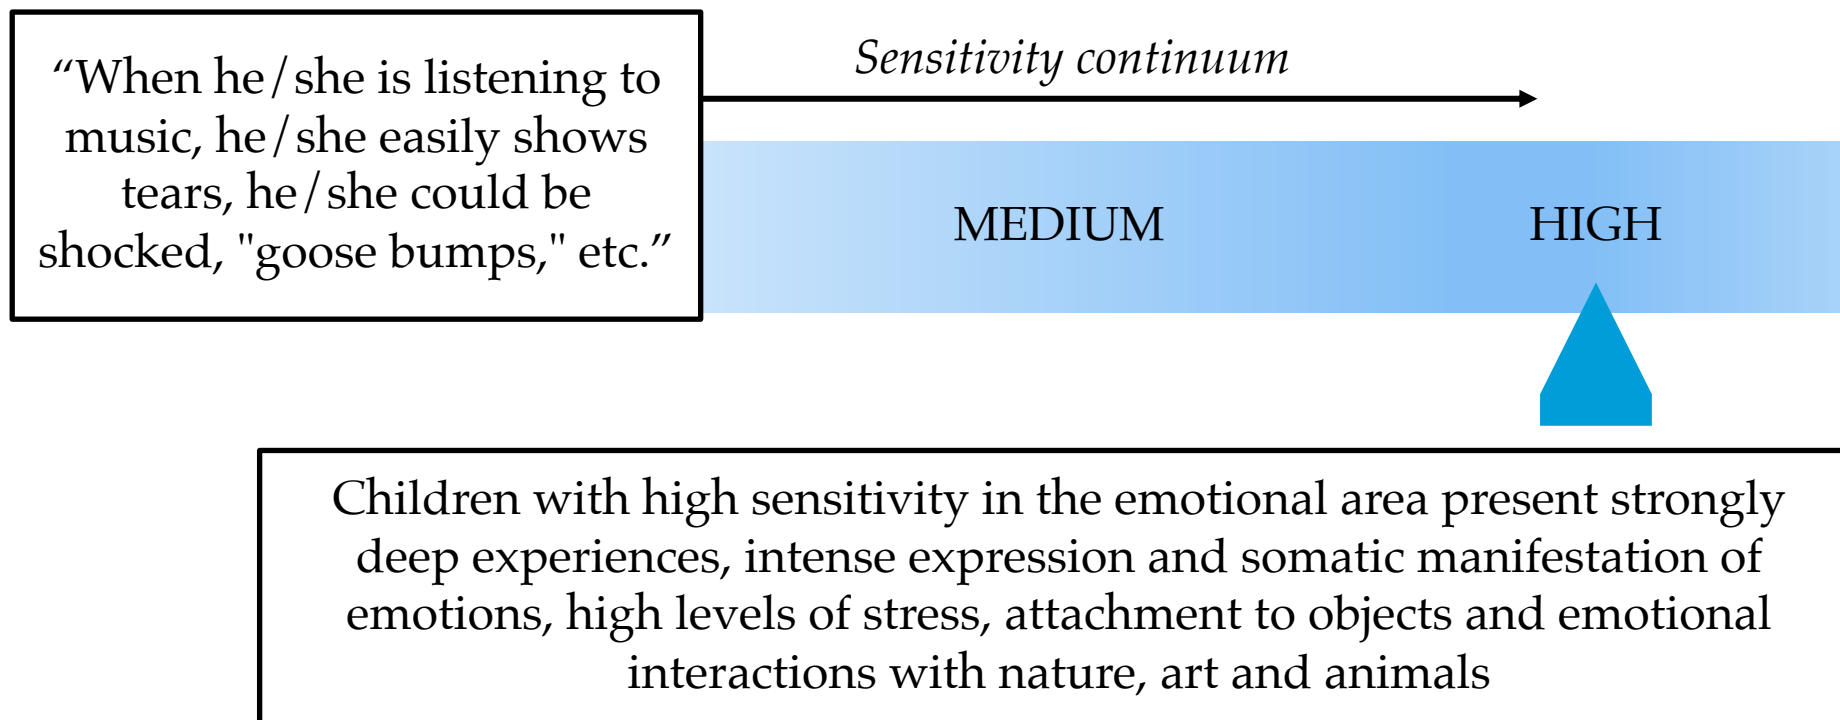 “When he/she is listening to
music, he/she easily shows
tears, he/she could be
shocked, "goose bumps," etc.”
Sensitivity continuum
MEDIUM
HIGH
Children with high sensitivity in the emotional area present strongly
deep experiences, intense expression and somatic manifestation of
emotions, high levels of stress, attachment to objects and emotional
interactions with nature, art and animals